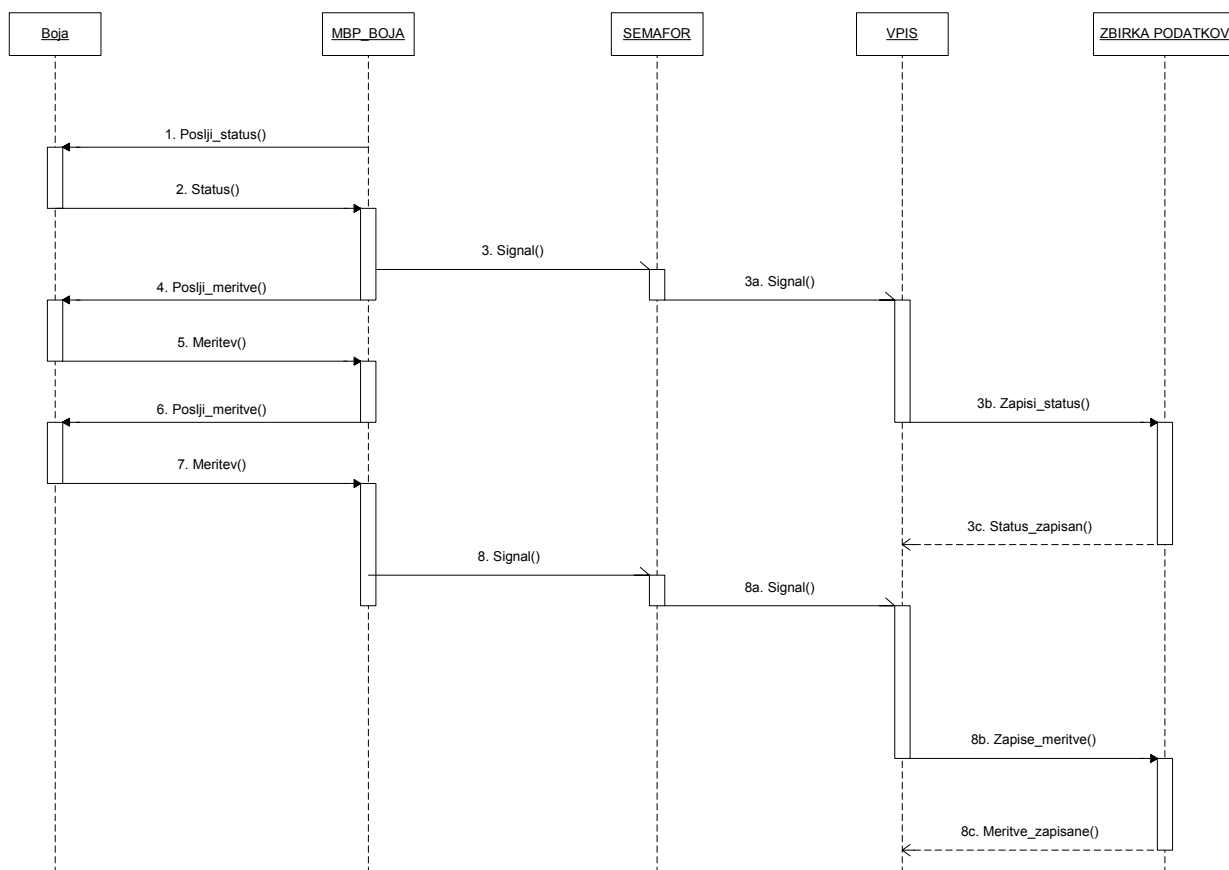 Boja
MBP_BOJA
SEMAFOR
VPIS
ZBIRKA PODATKOV
1. Poslji_status()
2. Status()
3. Signal()
3a. Signal()
4. Poslji_meritve()
5. Meritev()
6. Poslji_meritve()
3b. Zapisi_status()
7. Meritev()
3c. Status_zapisan()
8. Signal()
8a. Signal()
8b. Zapise_meritve()
8c. Meritve_zapisane()